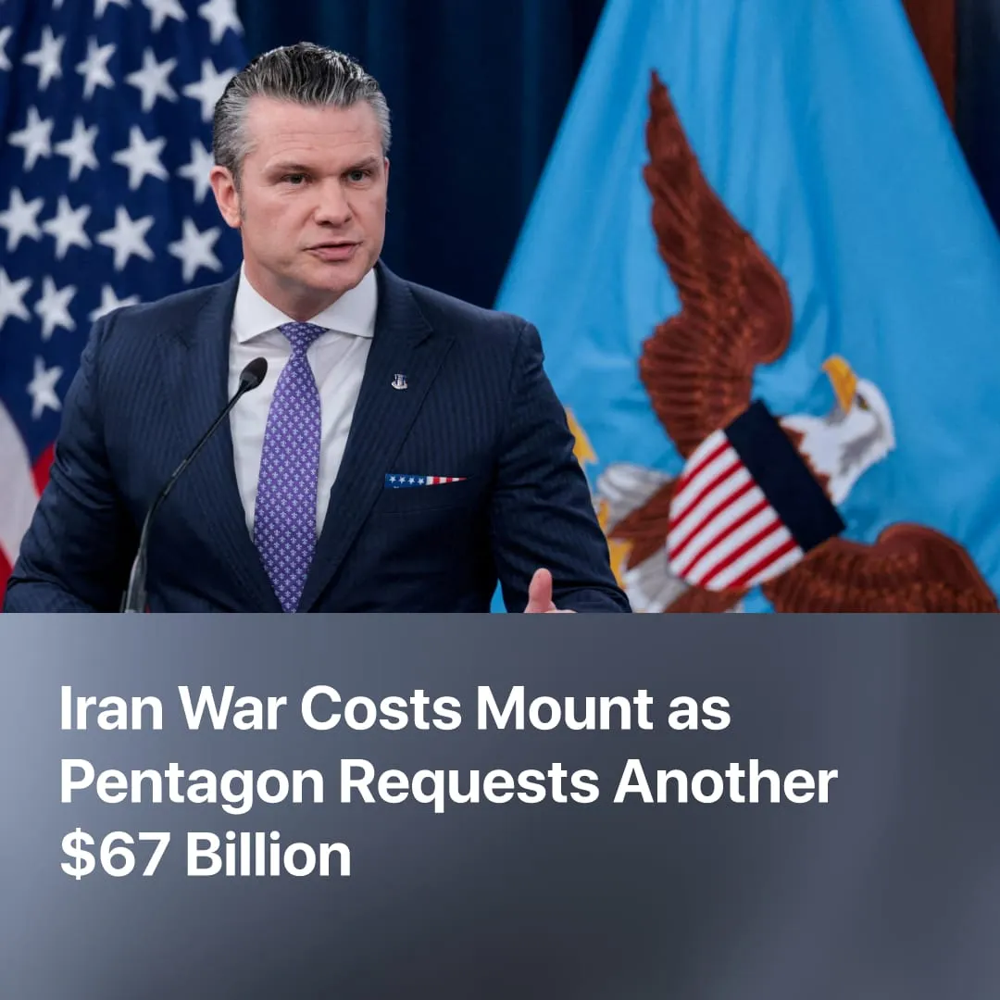 Iran War Costs Mount as
Pentagon Requests Another
$67 Billion